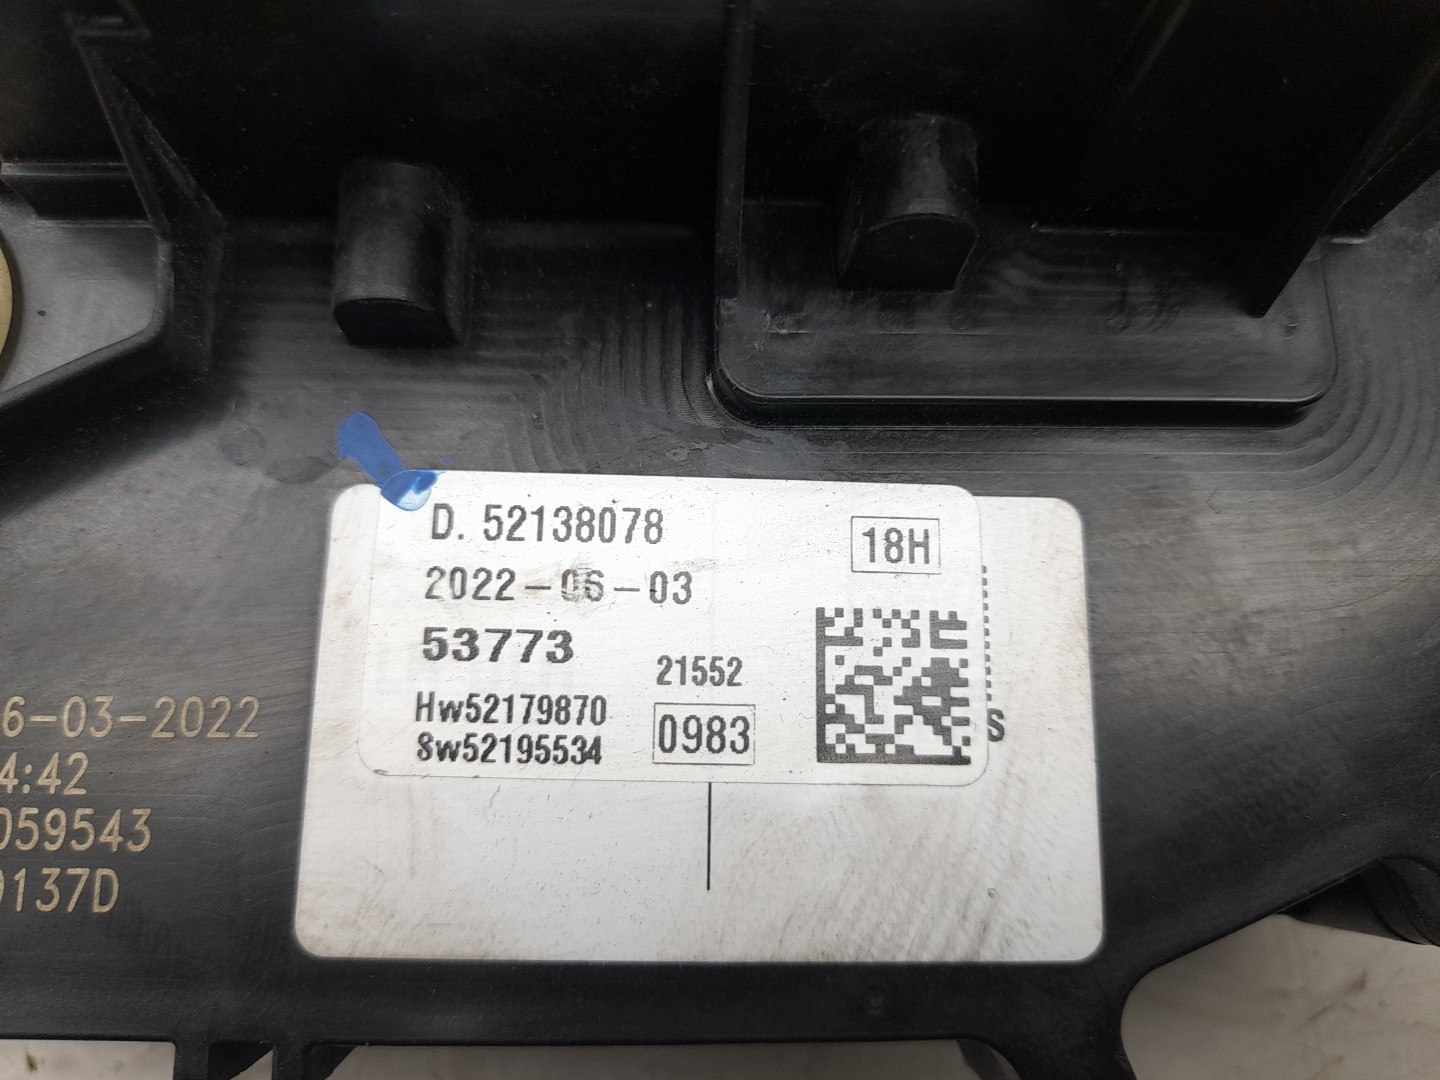 D. 52138078
18H
2022-06-03
53773
21552
Hw52179870
Sw52195534
0983
S
6-03-2022
4:42
059543
9137D